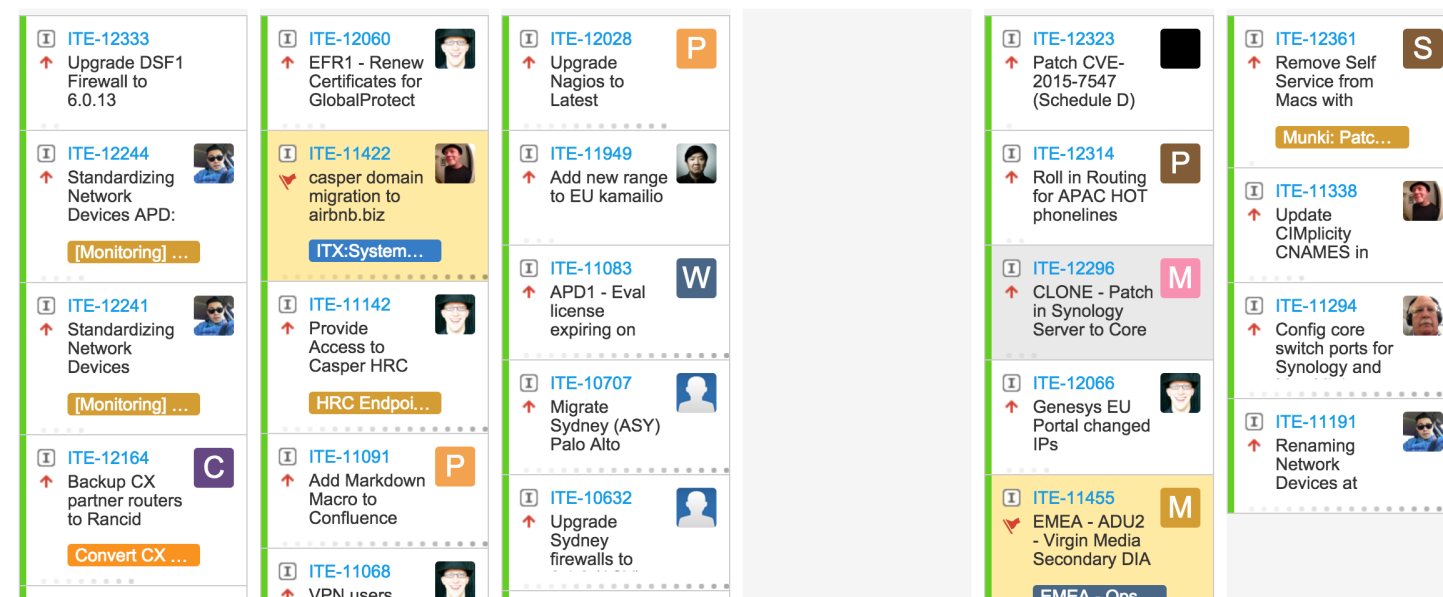 ITE-12333
Upgrade DSF1
Firewall to
6.0.13
ITE-12244
Standardizing
Network
Devices APD:
[Monitoring] ...
ITE-12241
Standardizing
Network
Devices
[Monitoring] ...
ITE-12164
C
Backup CX
partner routers
to Rancid
Convert CX ...
ITE-12060
EFR1 - Renew
Certificates for
GlobalProtect
ITE-11422
casper domain
migration to
airbnb.biz
ITX:System...
ITE-11142
Provide
Access to
Casper HRC
HRC Endpoi...
ITE-11091
P
Add Markdown
Macro to
Confluence
ITE-11068
VPN users
ITE-12028
P
Upgrade
Nagios to
Latest
ITE-11949
Add new range
to EU kamailio
ITE-11083
W
APD1 - Eval
license
expiring on
ITE-10707
Migrate
Sydney (ASY)
Palo Alto
ITE-10632
Upgrade
Sydney
firewalls to
ITE-12323
Patch CVE-
2015-7547
(Schedule D)
ITE-12314
P
Roll in Routing
for APAC HOT
phonelines
ITE-12296
M
CLONE - Patch
in Synology
Server to Core
ITE-12066
Genesys EU
Portal changed
IPs
ITE-11455
M
EMEA - ADU2
- Virgin Media
Secondary DIA
EMEA - Ops
ITE-12361
S
Remove Self
Service from
Macs with
Munki: Patc...
ITE-11338
Update
CIMplicity
CNAMES in
ITE-11294
Config core
switch ports for
Synology and
ITE-11191
Renaming
Network
Devices at